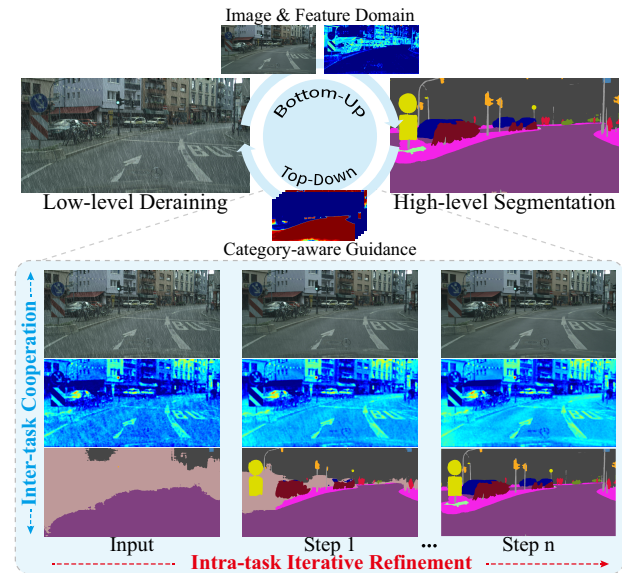 Image & Feature Domain
Bottom-Up
Top-Down
Low-level Deraining
High-level Segmentation
Category-aware Guidance
Inter-task Cooperation
Input
Step 1
...
Step n
Intra-task Iterative Refinement